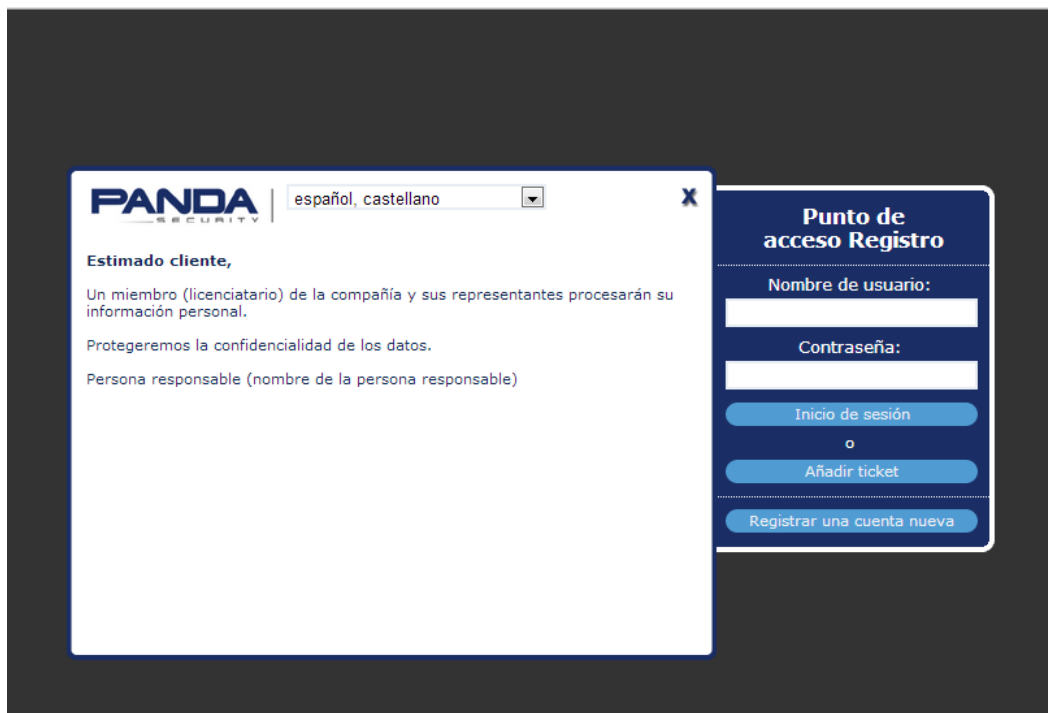 PANDA
SECURITY
español, castellano
X
Estimado cliente,
Un miembro (licenciatario) de la compañía y sus representantes procesarán su
información personal.
Protegeremos la confidencialidad de los datos.
Persona responsable (nombre de la persona responsable)
Punto de
acceso Registro
Nombre de usuario:
Contraseña:
Inicio de sesión
o
Añadir ticket
Registrar una cuenta nueva